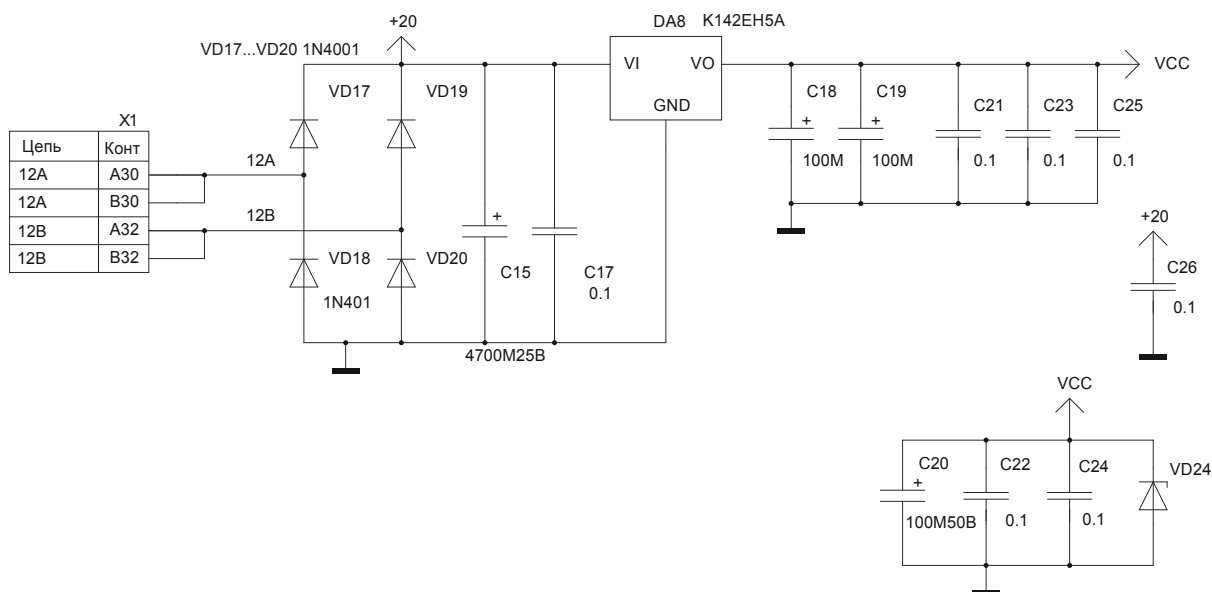 +20
DA8 K142EH5A
VD17...VD20 1N4001
VI VO
VCC
VD17 VD19
C18 C19 C21 C23 C25
GND
X1
+ +
Цепь Конт
12A A30
12A
100M 100M 0.1 0.1 0.1
12A B30
12B
12B A32
+
+20
12B B32
VD18 VD20
C15 C17
C26
0.1
1N401
0.1
4700M25B
VCC
C20 C22 C24 VD24
+
100M50B 0.1 0.1